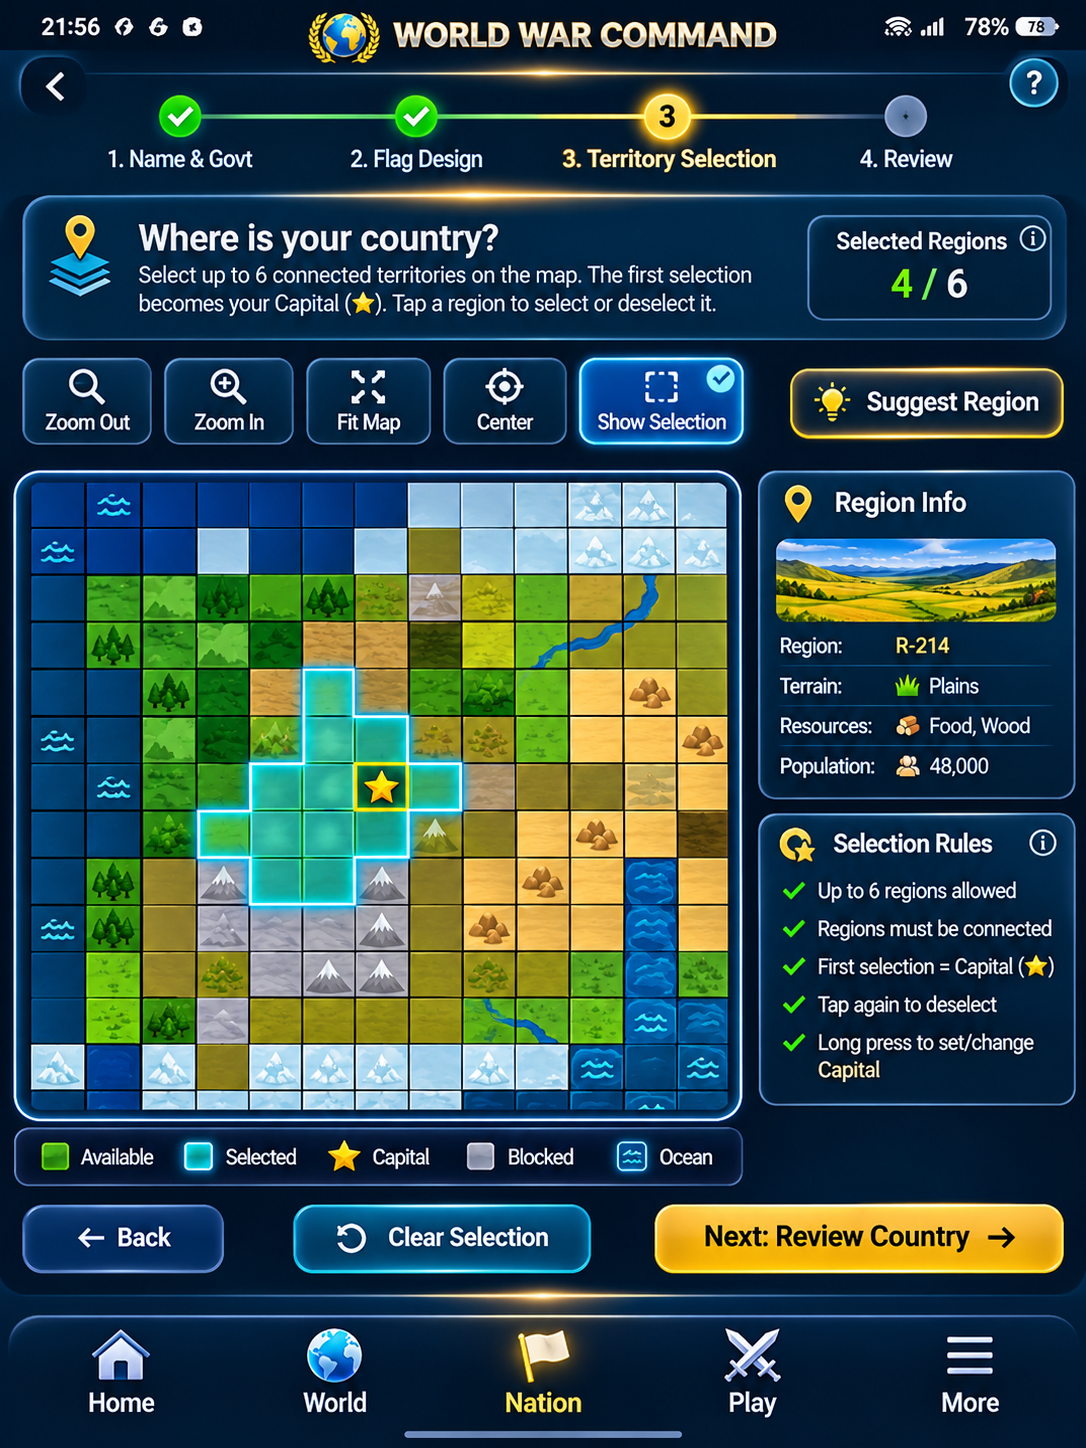 21:56
78%
78
WORLD WAR COMMAND
?
3
1. Name & Govt
2. Flag Design
3. Territory Selection
4. Review
Where is your country?
Select up to 6 connected territories on the map. The first selection
becomes your Capital (⭐). Tap a region to select or deselect it.
Selected Regions
4 / 6
Zoom Out
Zoom In
Fit Map
Center
Show Selection
Suggest Region
Region Info
Region: R-214
Terrain: Plains
Resources: Food, Wood
Population: 48,000
Selection Rules
Up to 6 regions allowed
Regions must be connected
First selection = Capital (⭐)
Tap again to deselect
Long press to set/change
Capital
Available
Selected
Capital
Blocked
Ocean
← Back
Clear Selection
Next: Review Country →
Home
World
Nation
Play
More